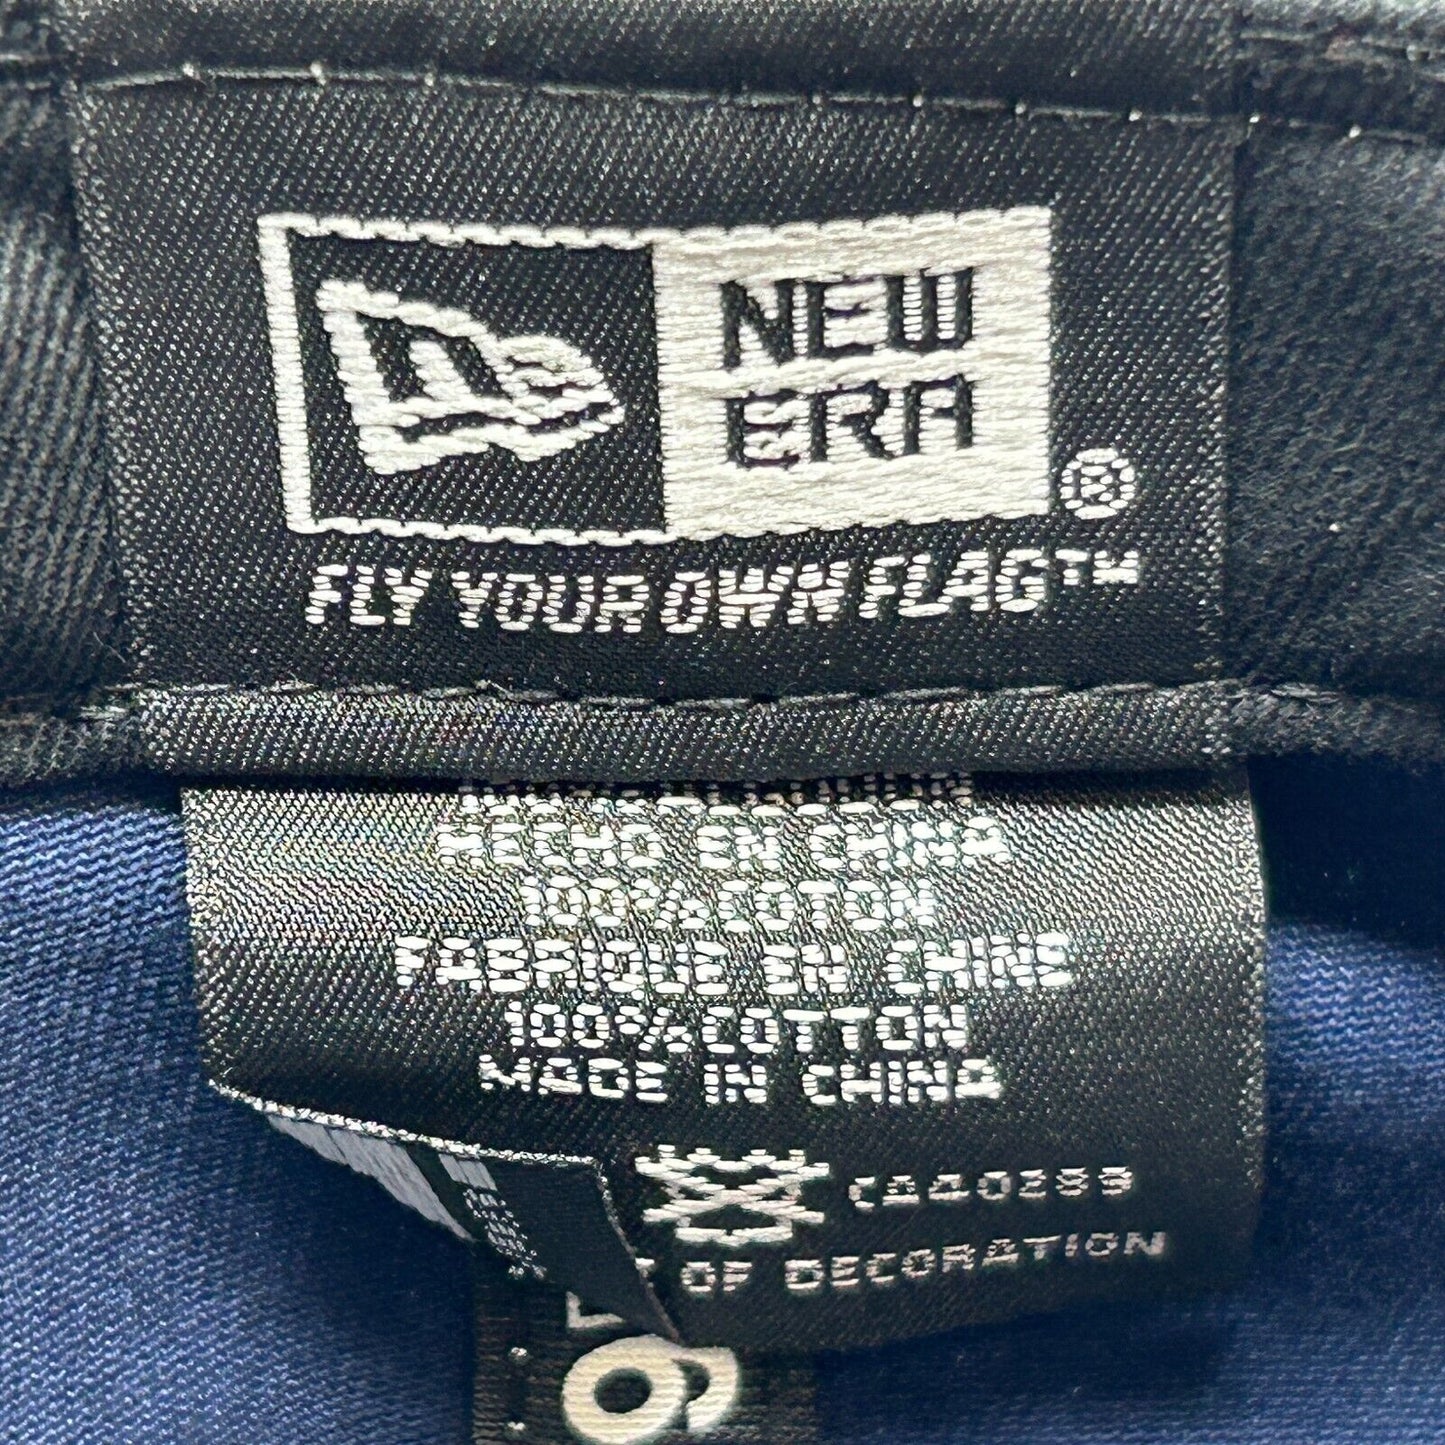 NEW
ERA
®
FLY YOUR OWN FLAG™
HECHO EN CHINA
100%COTON
FABRIQUE EN CHINE
100%COTTON
MADE IN CHINA
CA40289
OF DECORATION